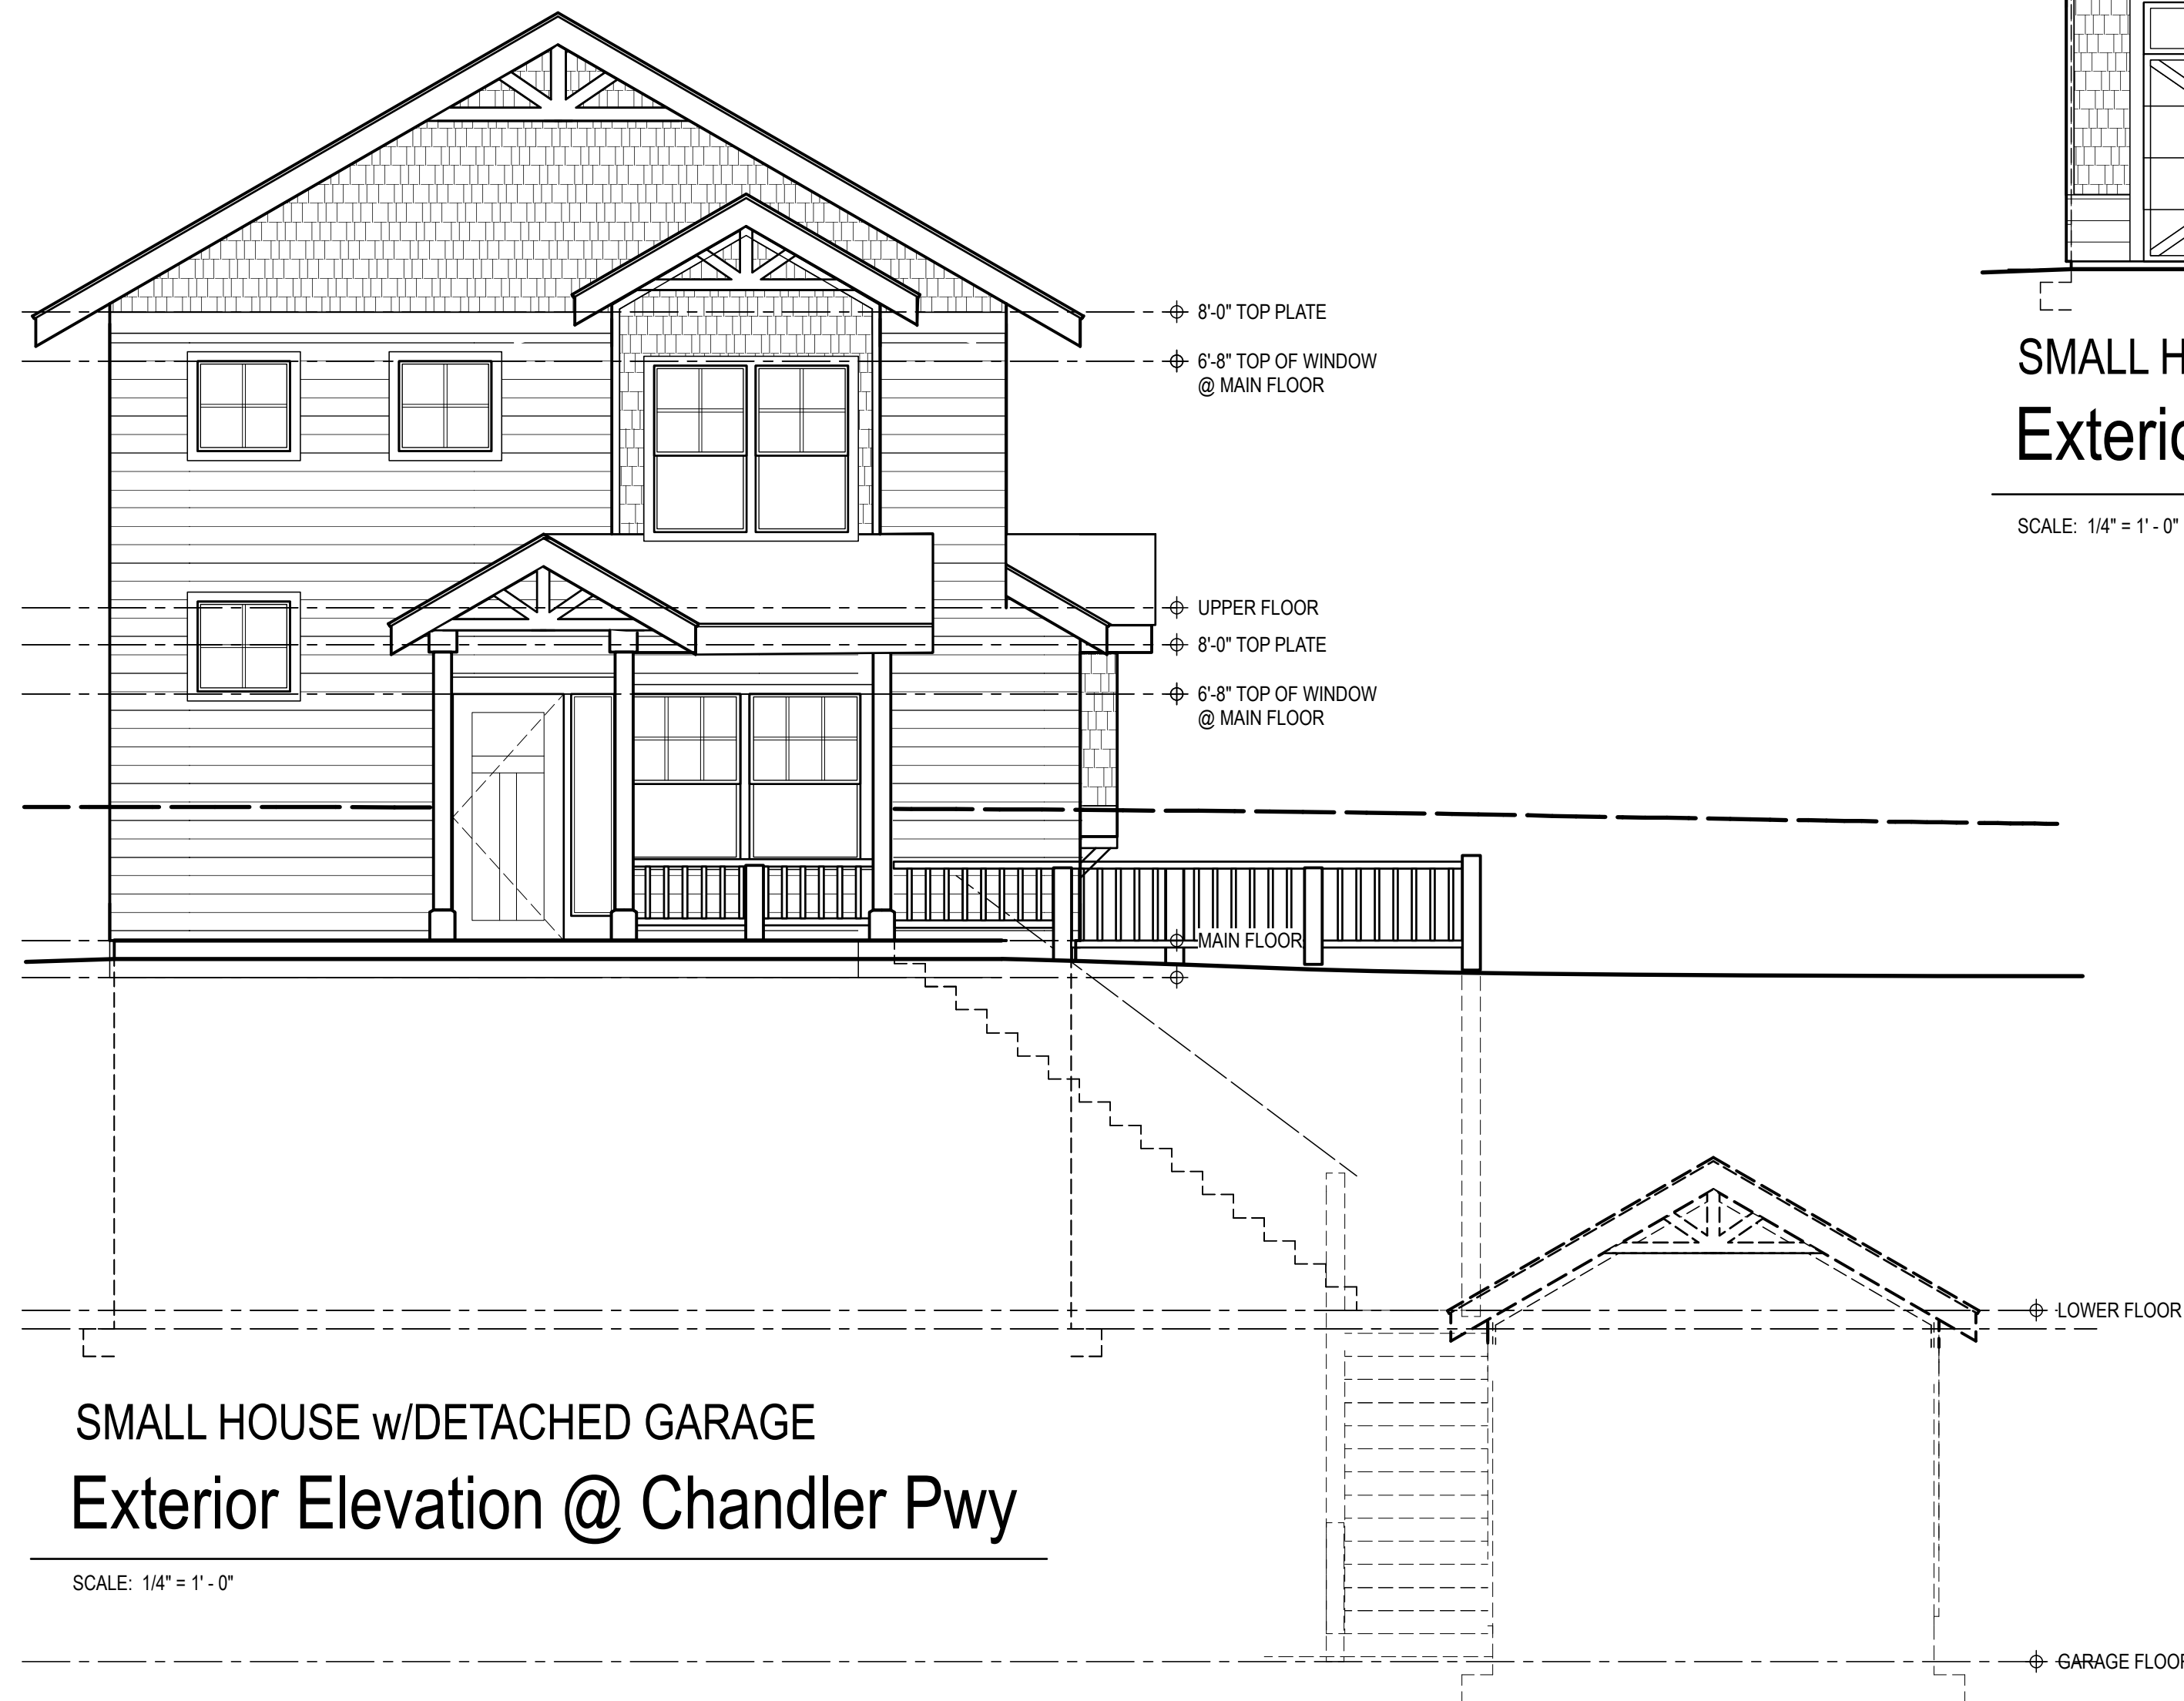 8'-0" TOP PLATE
6'-8" TOP OF WINDOW
@ MAIN FLOOR
UPPER FLOOR
8'-0" TOP PLATE
6'-8" TOP OF WINDOW
@ MAIN FLOOR
MAIN FLOOR
LOWER FLOOR
GARAGE FLOOR
SMALL HOUSE w/DETACHED GARAGE
Exterior Elevation @ Chandler Pwy
SCALE: 1/4" = 1' - 0"
SMALL H
Exterio
SCALE: 1/4" = 1' - 0"